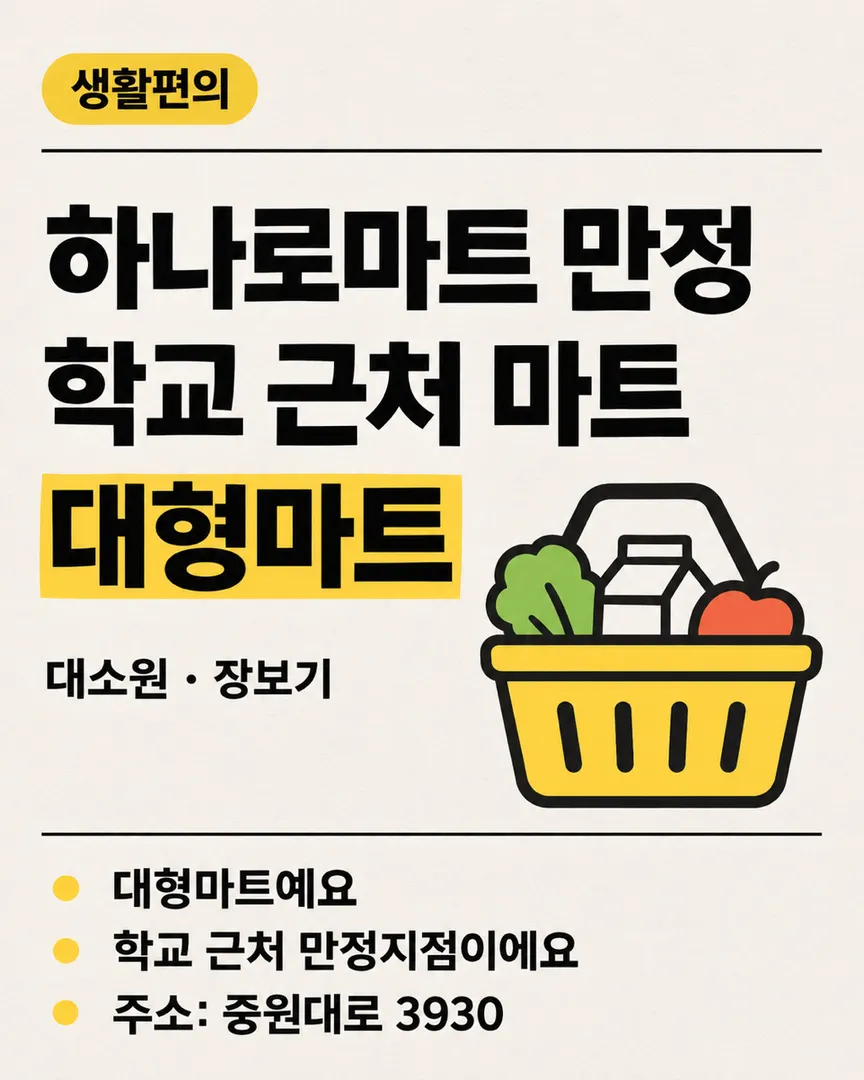 생활편의
하나로마트 만정
학교 근처 마트
대형마트
대소원 · 장보기
대형마트예요
학교 근처 만정지점이에요
주소: 중원대로 3930